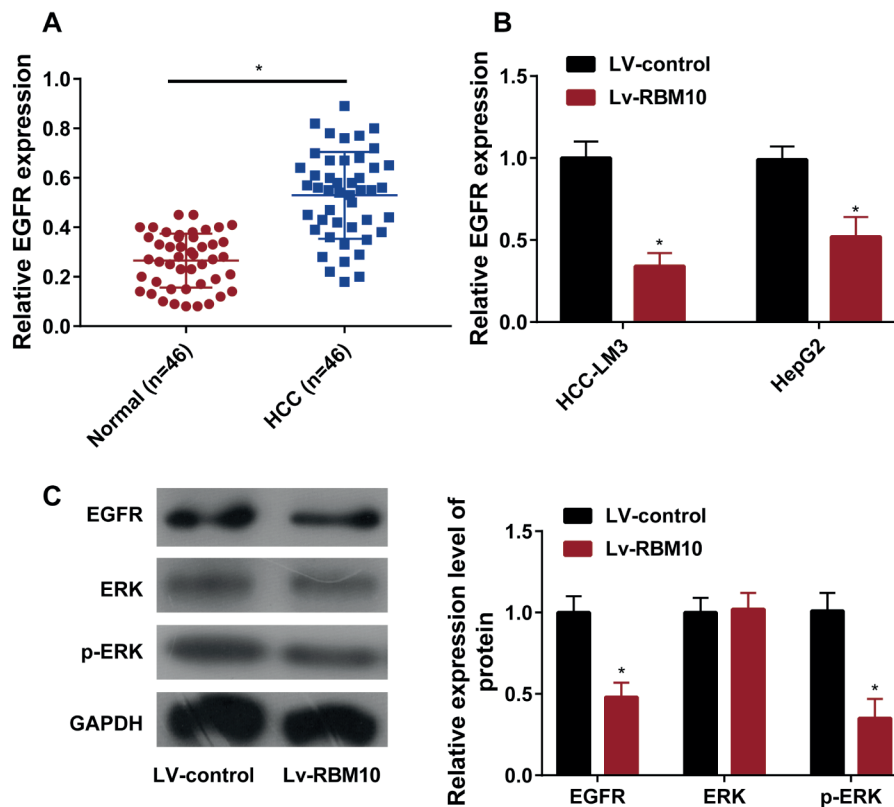 A
Relative EGFR expression
*
1.0
0.8
0.6
0.4
0.2
0.0
Normal (n=46)
HCC (n=46)
B
Relative EGFR expression
LV-control
Lv-RBM10
1.5
1.0
0.5
0.0
*
*
HCC-LM3
HepG2
C
EGFR
ERK
p-ERK
GAPDH
LV-control
Lv-RBM10
Relative expression level of
protein
LV-control
Lv-RBM10
1.5
1.0
0.5
0.0
*
*
EGFR
ERK
p-ERK